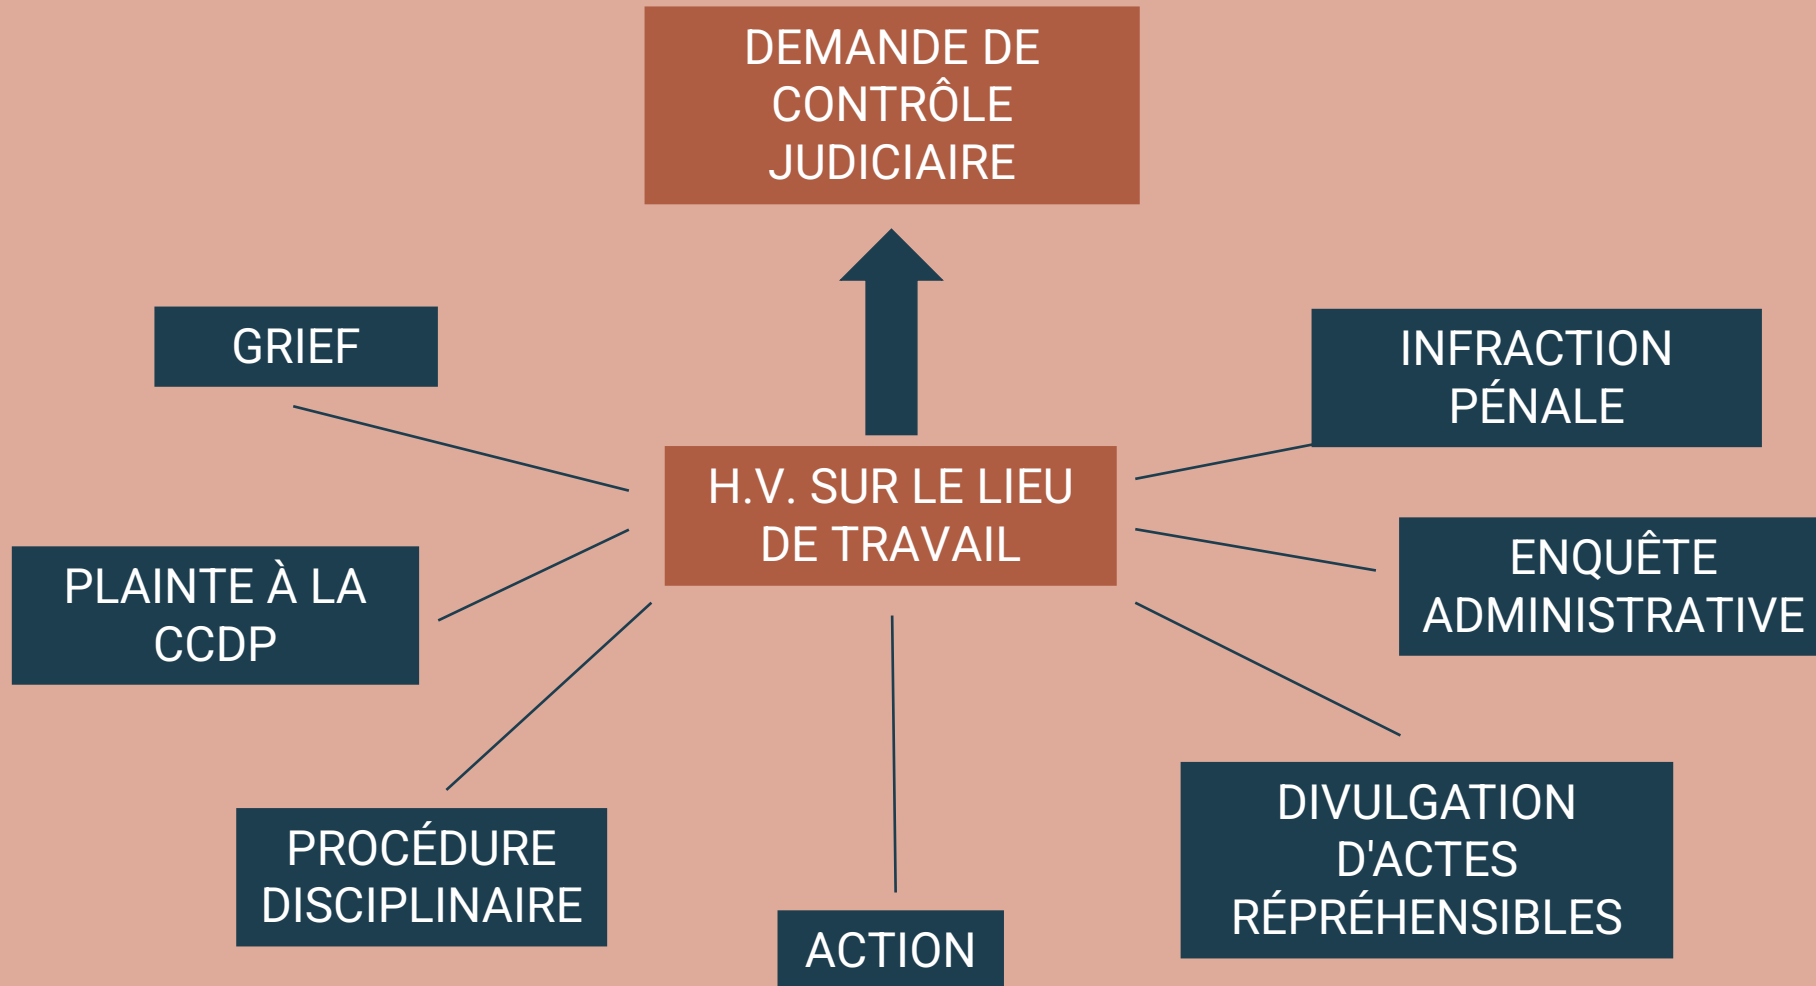 DEMANDE DE
CONTRÔLE
JUDICIAIRE
GRIEF
INFRACTION
PÉNALE
H.V. SUR LE LIEU
DE TRAVAIL
PLAINTE À LA
CCDP
ENQUÊTE
ADMINISTRATIVE
PROCÉDURE
DISCIPLINAIRE
DIVULGATION
D'ACTES
RÉPRÉHENSIBLES
ACTION